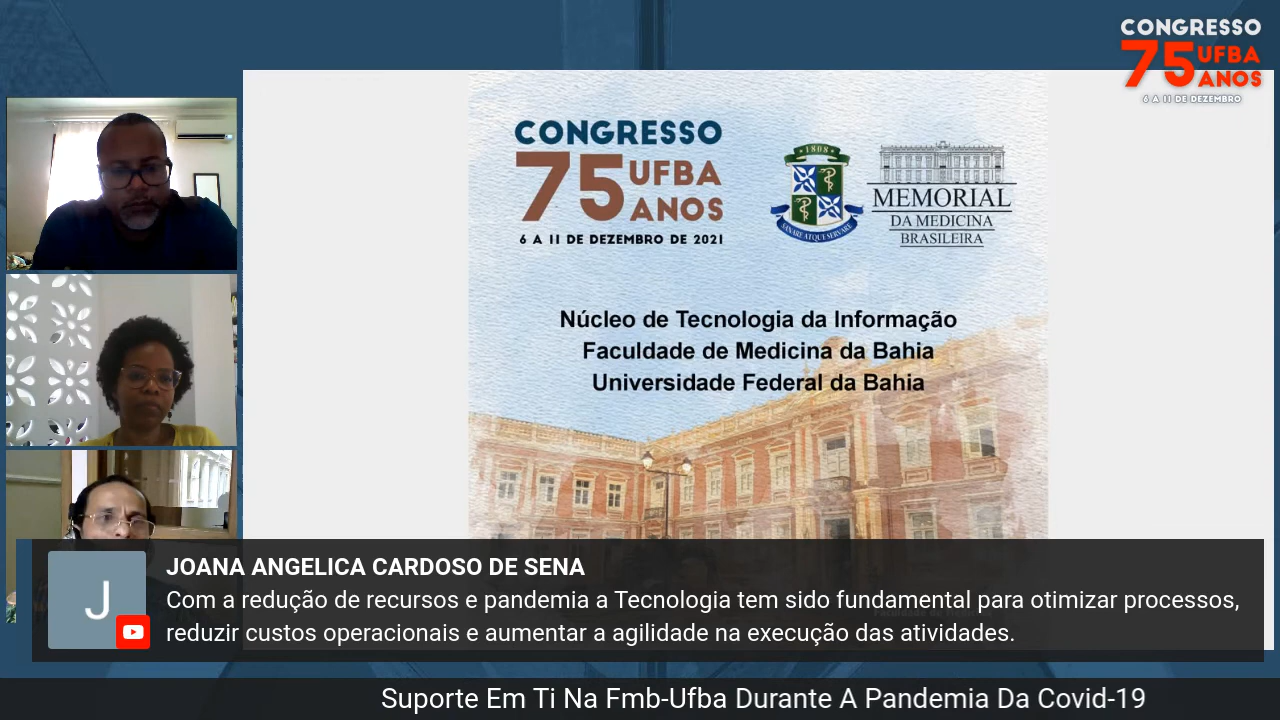 CONGRESSO
75 UFBA
ANOS
6 A 11 DE DEZEMBRO
CONGRESSO
75 UFBA
ANOS
6 A 11 DE DEZEMBRO DE 2021
1808
SANARE ATQUE SERVARE
MEMORIAL
DA MEDICINA
BRASILEIRA
Núcleo de Tecnologia da Informação
Faculdade de Medicina da Bahia
Universidade Federal da Bahia
J
JOANA ANGELICA CARDOSO DE SENA
Com a redução de recursos e pandemia a Tecnologia tem sido fundamental para otimizar processos,
reduzir custos operacionais e aumentar a agilidade na execução das atividades.
Suporte Em Ti Na Fmb-Ufba Durante A Pandemia Da Covid-19